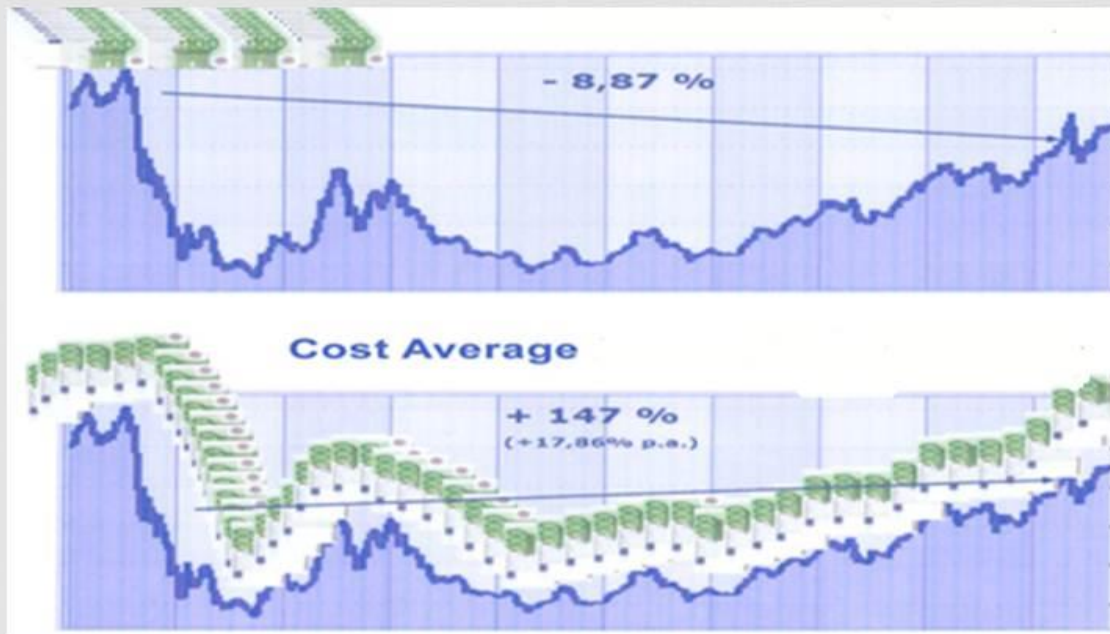 - 8,87 %
Cost Average
+ 147 %
(+17,86% p.a.)